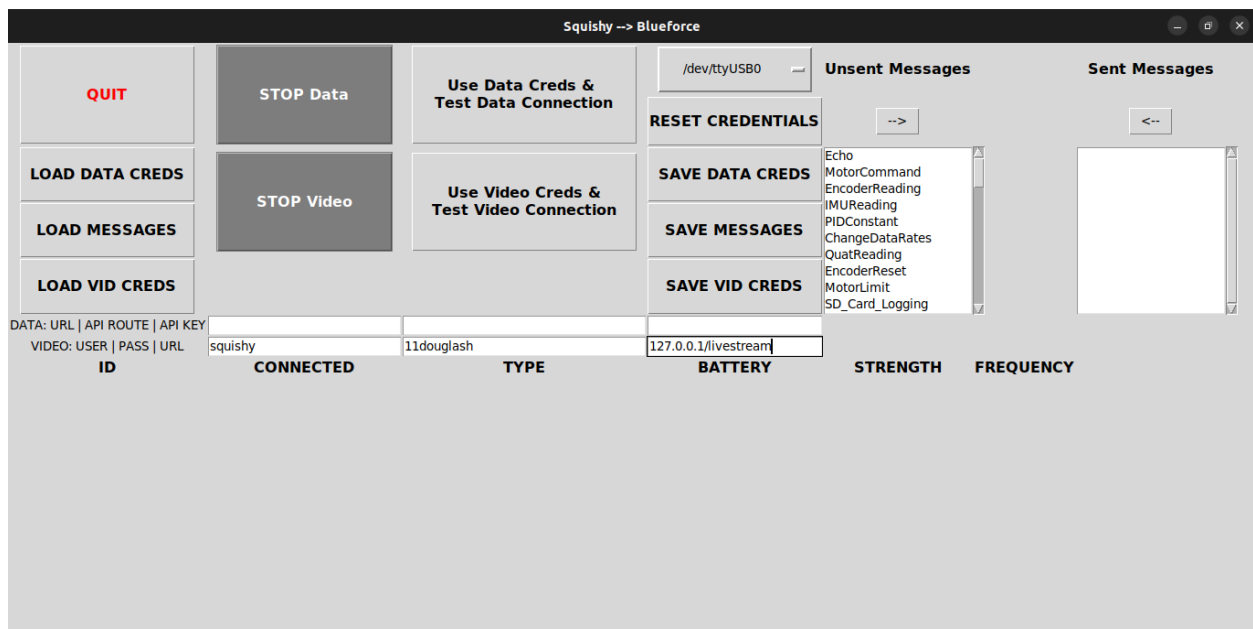 Squishy --> Blueforce
QUIT
STOP Data
Use Data Creds &
Test Data Connection
/dev/ttyUSB0
RESET CREDENTIALS
Unsent Messages
Sent Messages
-->
<--
LOAD DATA CREDS
LOAD MESSAGES
LOAD VID CREDS
STOP Video
Use Video Creds &
Test Video Connection
SAVE DATA CREDS
SAVE MESSAGES
SAVE VID CREDS
Echo
MotorCommand
EncoderReading
IMUReading
PIDConstant
ChangeDataRates
QuatReading
EncoderReset
MotorLimit
SD_Card_Logging
DATA: URL | API ROUTE | API KEY
VIDEO: USER | PASS | URL squishy 11douglash 127.0.0.1/livestream
ID CONNECTED TYPE BATTERY STRENGTH FREQUENCY